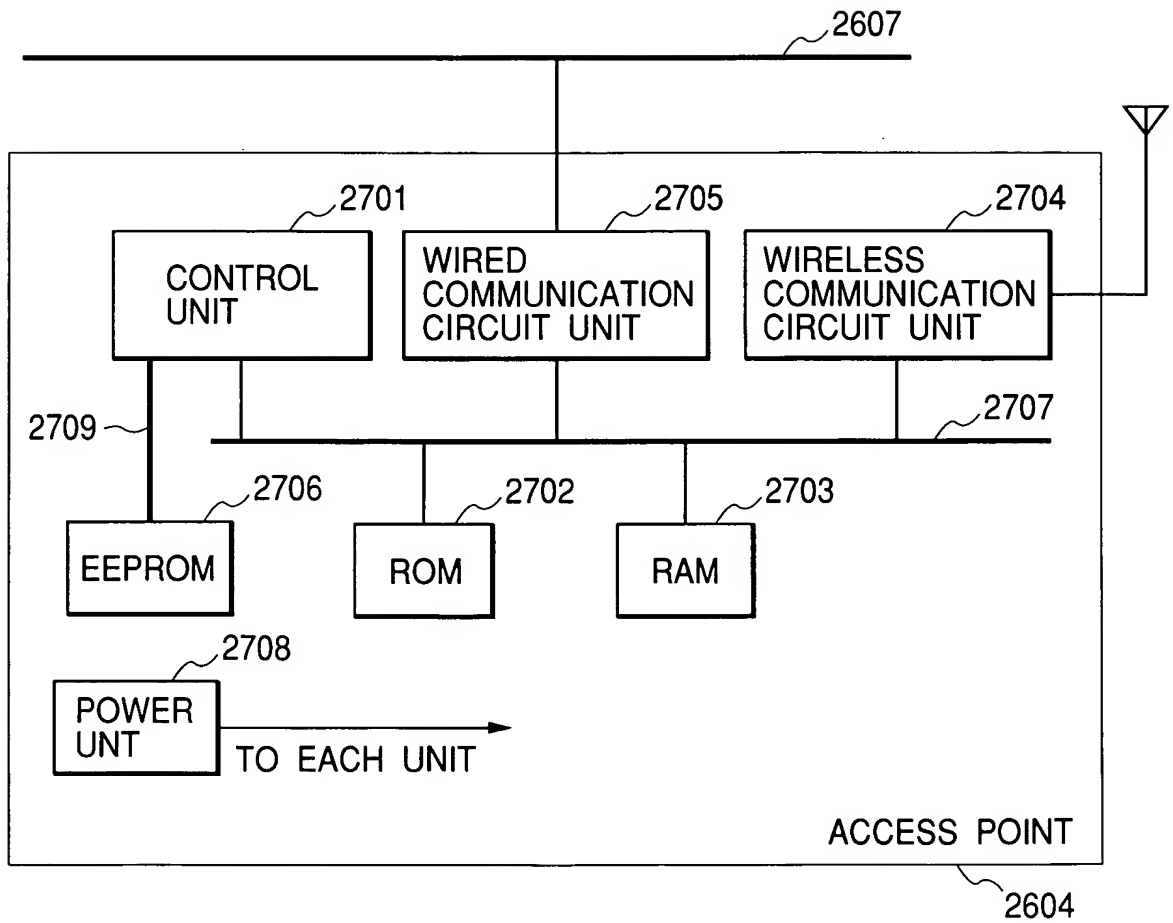 2607
2701
2705
2704
CONTROL
UNIT
WIRED
COMMUNICATION
CIRCUIT UNIT
WIRELESS
COMMUNICATION
CIRCUIT UNIT
2709
2707
2706
2702
2703
EEPROM
ROM
RAM
2708
POWER
UNT
TO EACH UNIT
ACCESS POINT
2604